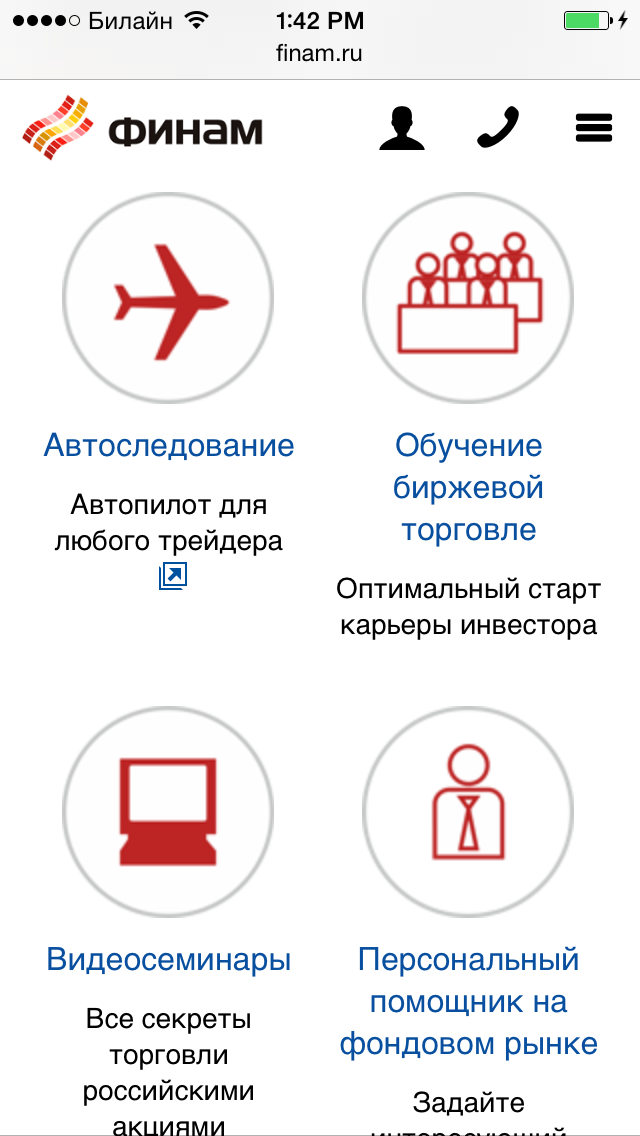 Билайн 1:42 PM
finam.ru
ФИНАМ
Автоследование
Автопилот для
любого трейдера
Обучение
биржевой
торговле
Оптимальный старт
карьеры инвестора
Видеосеминары
Все секреты
торговли
российскими
акциями
Персональный
помощник на
фондовом рынке
Задайте